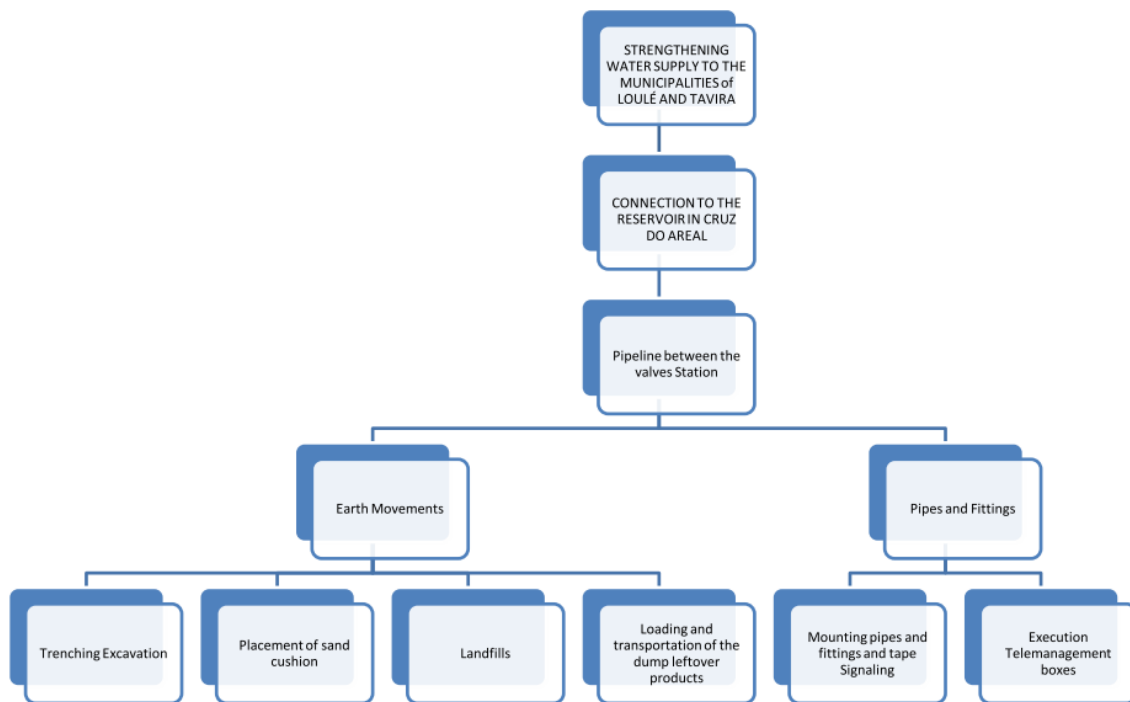 STRENGTHENING
WATER SUPPLY TO THE
MUNICIPALITIES of
LOULÉ AND TAVIRA
CONNECTION TO THE
RESERVOIR IN CRUZ
DO AREAL
Pipeline between the
valves Station
Earth Movements
Pipes and Fittings
Trenching Excavation
Placement of sand
cushion
Landfills
Loading and
transportation of the
dump leftover
products
Mounting pipes and
fittings and tape
Signaling
Execution
Telemanagement
boxes